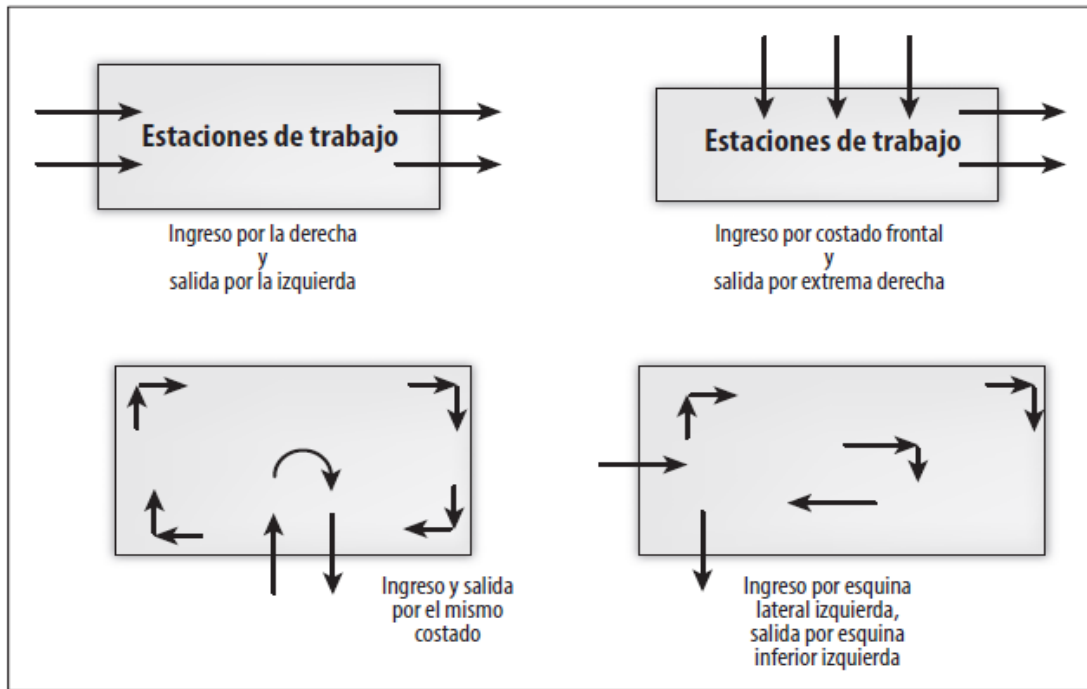 Estaciones de trabajo
Ingreso por la derecha
y
salida por la izquierda
Estaciones de trabajo
Ingreso por costado frontal
y
salida por extrema derecha
Ingreso y salida
por el mismo
costado
Ingreso por esquina
lateral izquierda,
salida por esquina
inferior izquierda